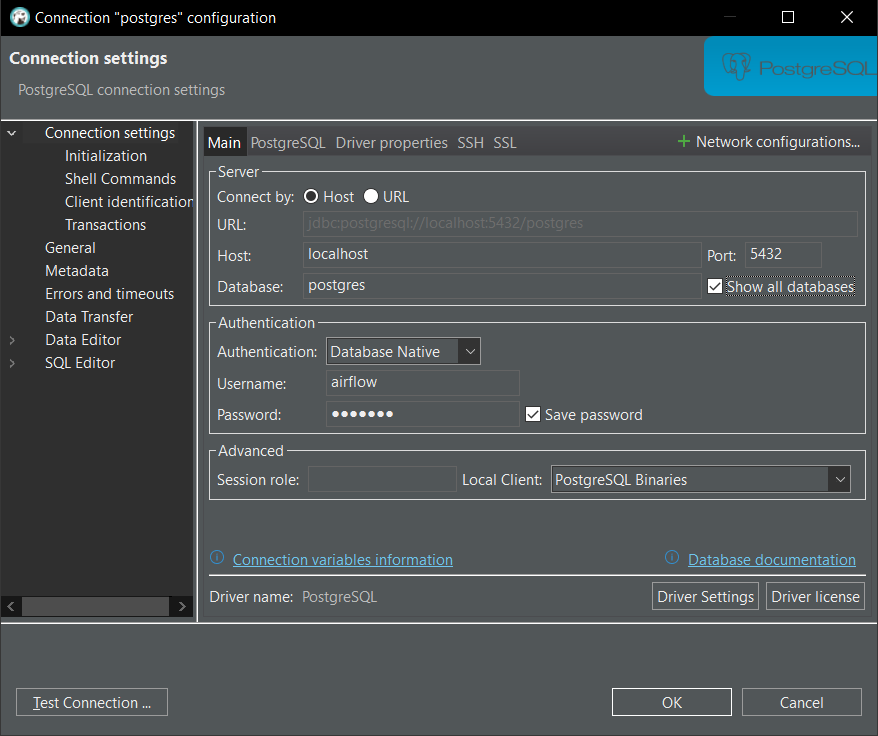 Connection "postgres" configuration
Connection settings
PostgreSQL connection settings
PostgreSQL
Connection settings
Initialization
Shell Commands
Client identification
Transactions
General
Metadata
Errors and timeouts
Data Transfer
Data Editor
SQL Editor
Main PostgreSQL Driver properties SSH SSL + Network configurations...
Server
Connect by: Host URL
URL: jdbc:postgresql://localhost:5432/postgres
Host: localhost Port: 5432
Database: postgres Show all databases
Authentication
Authentication: Database Native
Username: airflow
Password: ••••••• Save password
Advanced
Session role: Local Client: PostgreSQL Binaries
Connection variables information Database documentation
Driver name: PostgreSQL Driver Settings Driver license
Test Connection ... OK Cancel